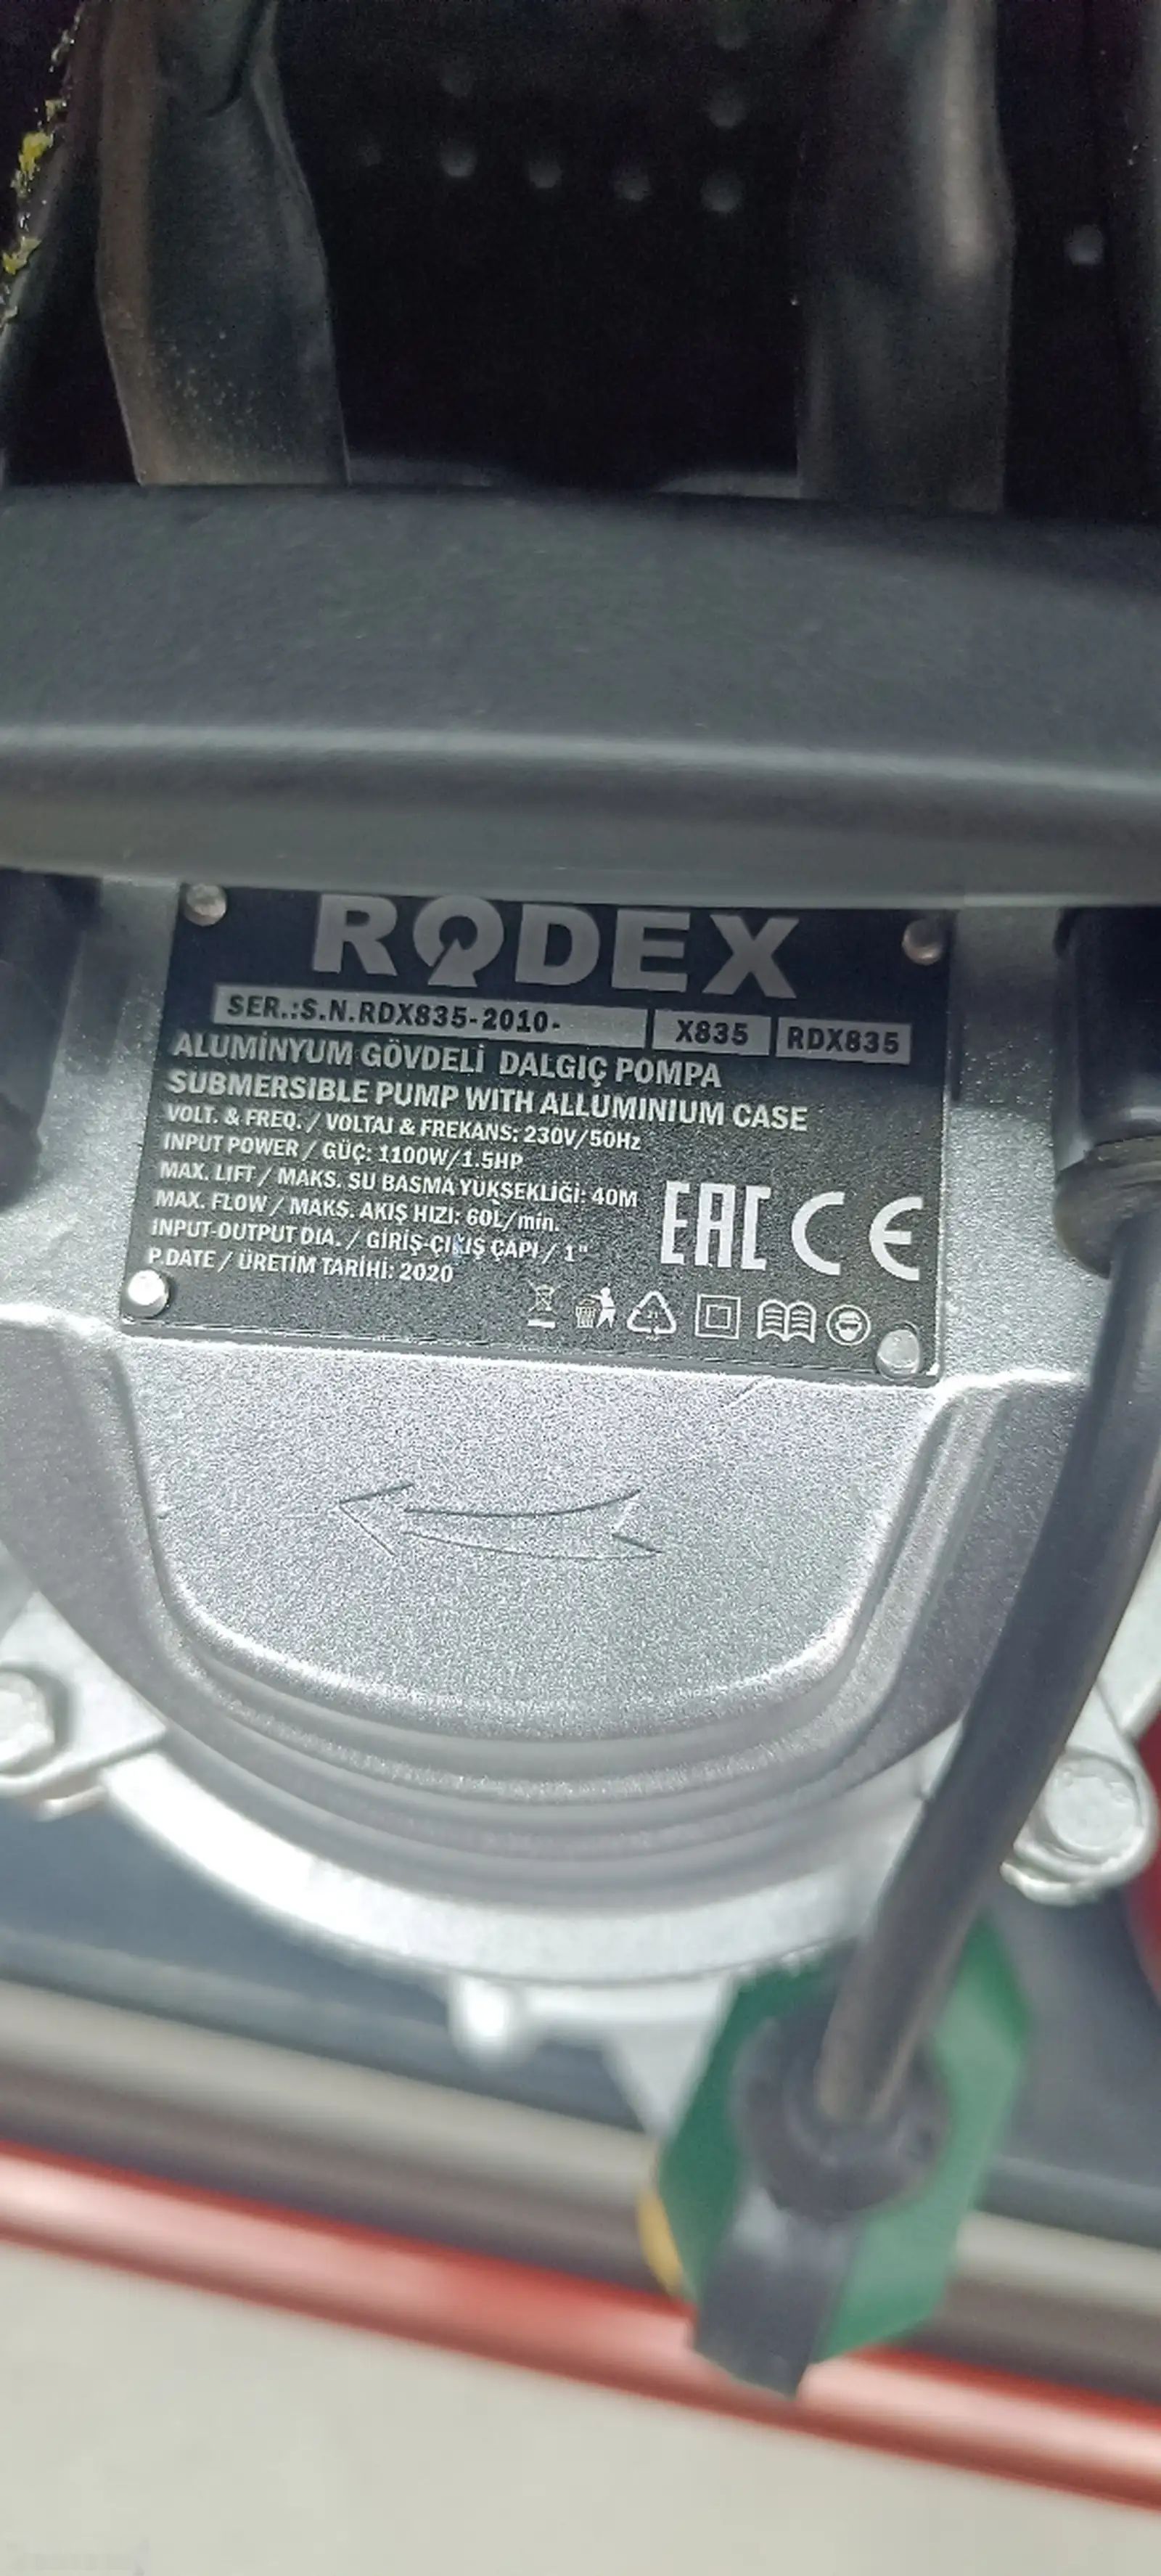 RODEX
SER.:S.N.RDX835-2010- X835 RDX835
ALUMİNYUM GÖVDELİ DALGIÇ POMPA
SUBMERSIBLE PUMP WITH ALLUMINIUM CASE
VOLT. & FREQ. / VOLTAJ & FREKANS: 230V/50Hz
INPUT POWER / GÜÇ: 1100W/1.5HP
MAX. LIFT / MAKS. SU BASMA YUKSEKLİĞİ: 40M
MAX. FLOW / MAKS. AKIŞ HIZI: 60L/min.
INPUT-OUTPUT DIA. / GİRİŞ-ÇIKIŞ ÇAPI / 1"
P.DATE / ÜRETİM TARİHİ: 2020
EAC CE
21